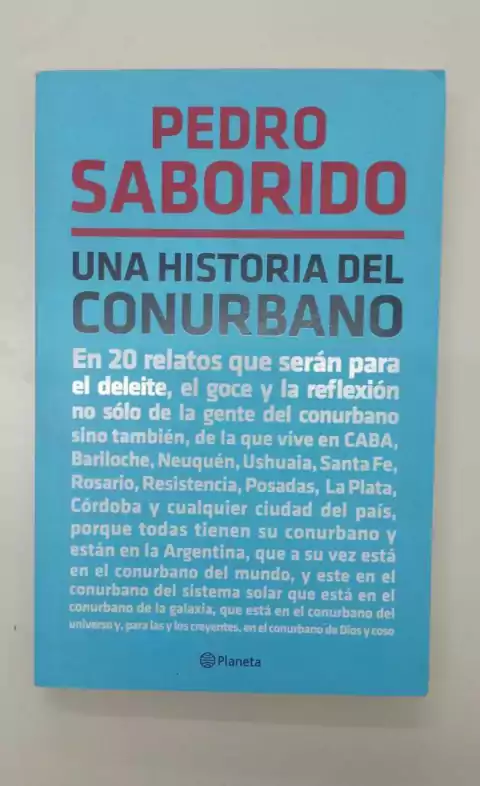 PEDRO
SABORIDO
UNA HISTORIA DEL
CONURBANO
En 20 relatos que serán para
el deleite, el goce y la reflexión
no sólo de la gente del conurbano
sino también, de la que vive en CABA,
Bariloche, Neuquén, Ushuaia, Santa Fe,
Rosario, Resistencia, Posadas, La Plata,
Córdoba y cualquier ciudad del país,
porque todas tienen su conurbano y
están en la Argentina, que a su vez está
en el conurbano del mundo, y este en el
conurbano del sistema solar que está en el
conurbano de la galaxia, que está en el conurbano del
universo y, para las y los creyentes, en el conurbano de Dios y coso
Planeta